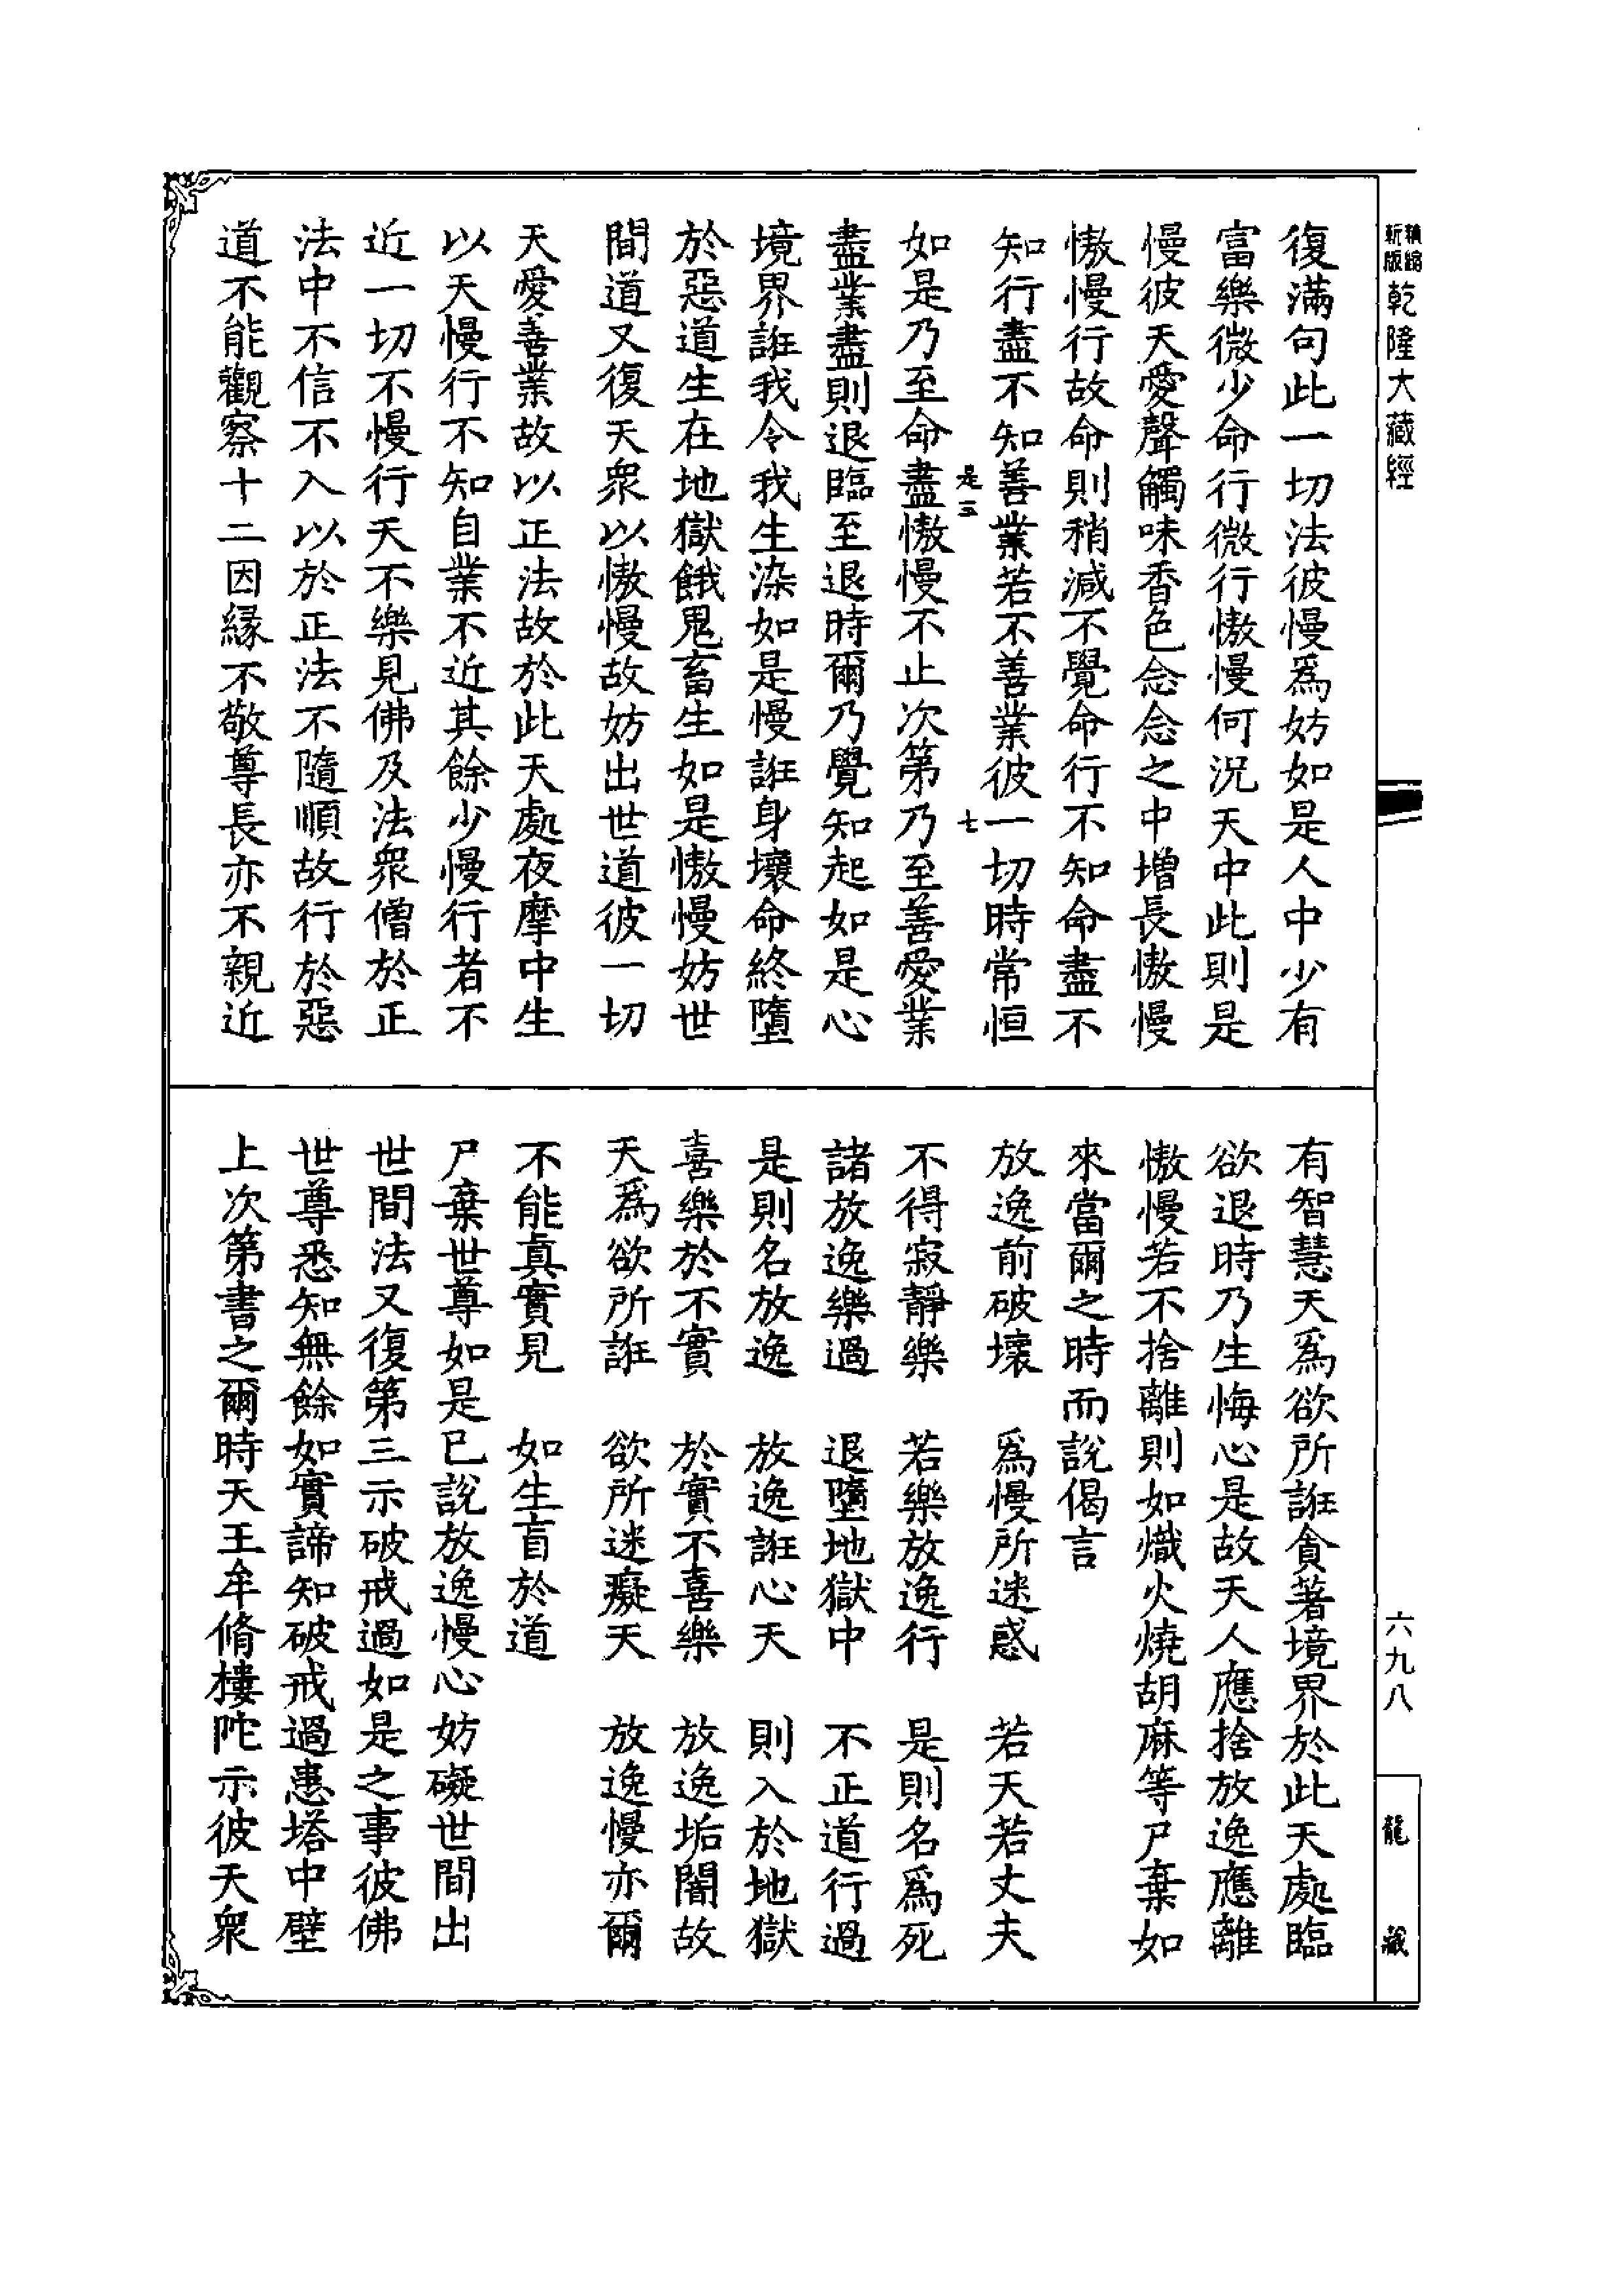 精縮新版乾隆大藏經
復滿句此一切法彼慢爲妨如是人中少有
富樂微少命行微行憿慢何況天中此則是
慢彼天愛聲觸味香色念念之中增長憿慢
憿慢行故命則稍減不覺命行不知命盡不
知行盡不知善業若不善業彼一切時常恒
是三
七
如是乃至命盡憿慢不止次第乃至善愛業
盡業盡則退臨至退時爾乃覺知起如是心
境界誑我令我生染如是慢誑身壞命終墮
於惡道生在地獄餓鬼畜生如是憿慢妨世
間道又復天衆以憿慢故妨出世道彼一切
天愛善業故以正法故於此天處夜摩中生
以天慢行不知自業不近其餘少慢行者不
近一切不慢行天不樂見佛及法衆僧於正
法中不信不入以於正法不隨順故行於惡
道不能觀察十二因縁不敬尊長亦不親近
有智慧天爲欲所誑貪著境界於此天處臨
欲退時乃生悔心是故天人應捨放逸應離
憿慢若不捨離則如熾火燒胡麻等尸棄如
來當爾之時而說偈言
放逸前破壞　爲慢所迷惑　若天若丈夫
不得寂靜樂　若樂放逸行　是則名爲死
諸放逸樂過　退墮地獄中　不正道行過
是則名放逸　放逸誑心天　則入於地獄
喜樂於不實　於實不喜樂　放逸垢闇故
天爲欲所誑　欲所迷癡天　放逸慢亦爾
不能真實見　如生盲於道
尸棄世尊如是已說放逸慢心妨礙世間出
世間法又復第三示破戒過如是之事彼佛
世尊悉知無餘如實諦知破戒過患塔中壁
上次第書之爾時天王牟脩樓陀示彼天衆
六九八
龍藏